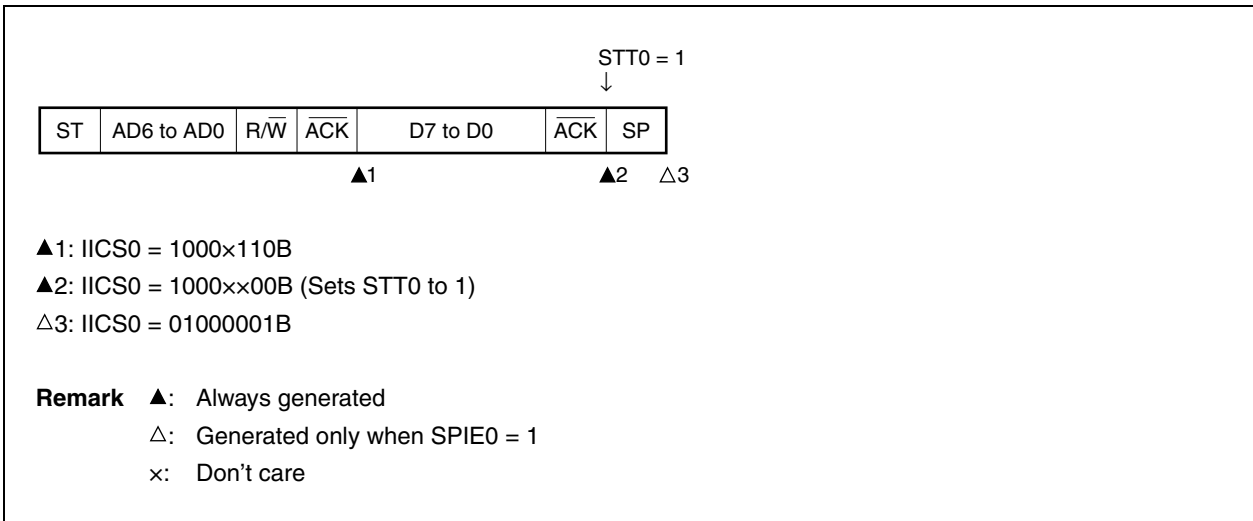 STT0 = 1
↓
ST AD6 to AD0 R/W̅ A̅C̅K̅ D7 to D0 A̅C̅K̅ SP
▲1 ▲2 △3
▲1: IICS0 = 1000×110B
▲2: IICS0 = 1000××00B (Sets STT0 to 1)
△3: IICS0 = 01000001B
Remark ▲: Always generated
△: Generated only when SPIE0 = 1
×: Don't care